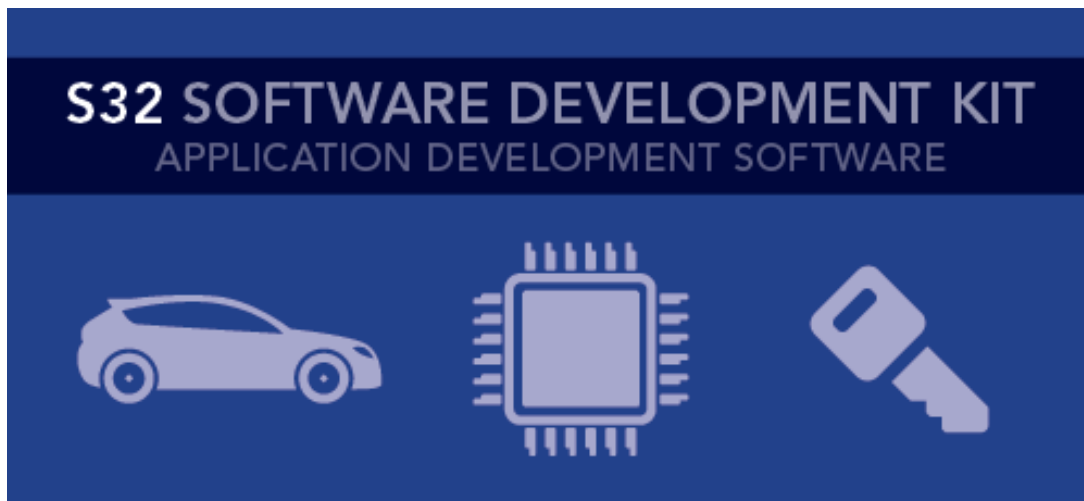 S32 SOFTWARE DEVELOPMENT KIT
APPLICATION DEVELOPMENT SOFTWARE